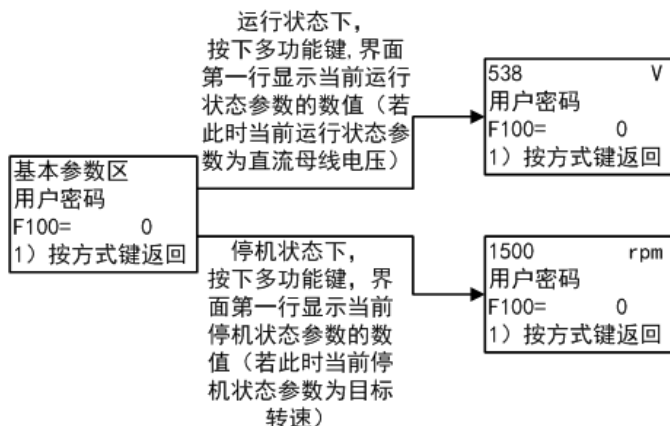 运行状态下，
按下多功能键,界面
第一行显示当前运行
状态参数的数值（若
此时当前运行状态参
数为直流母线电压）
538 V
用户密码
F100= 0
1）按方式键返回
基本参数区
用户密码
F100= 0
1）按方式键返回
停机状态下，
按下多功能键，界
面第一行显示当前
停机状态参数的数
值（若此时当前停
机状态参数为目标
转速）
1500 rpm
用户密码
F100= 0
1）按方式键返回